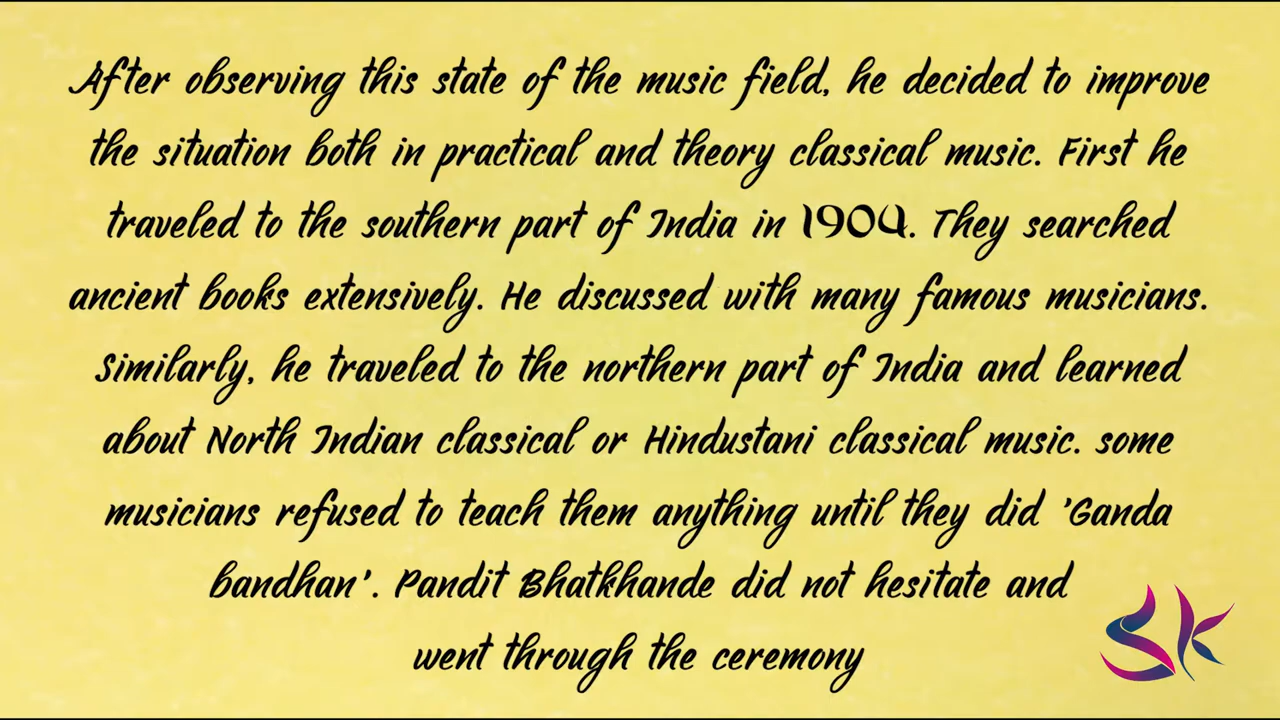 After observing this state of the music field, he decided to improve
the situation both in practical and theory classical music. First he
traveled to the southern part of India in 1904. They searched
ancient books extensively. He discussed with many famous musicians.
Similarly, he traveled to the northern part of India and learned
about North Indian classical or Hindustani classical music. some
musicians refused to teach them anything until they did 'Ganda
bandhan'. Pandit Bhatkhande did not hesitate and
went through the ceremony
SK